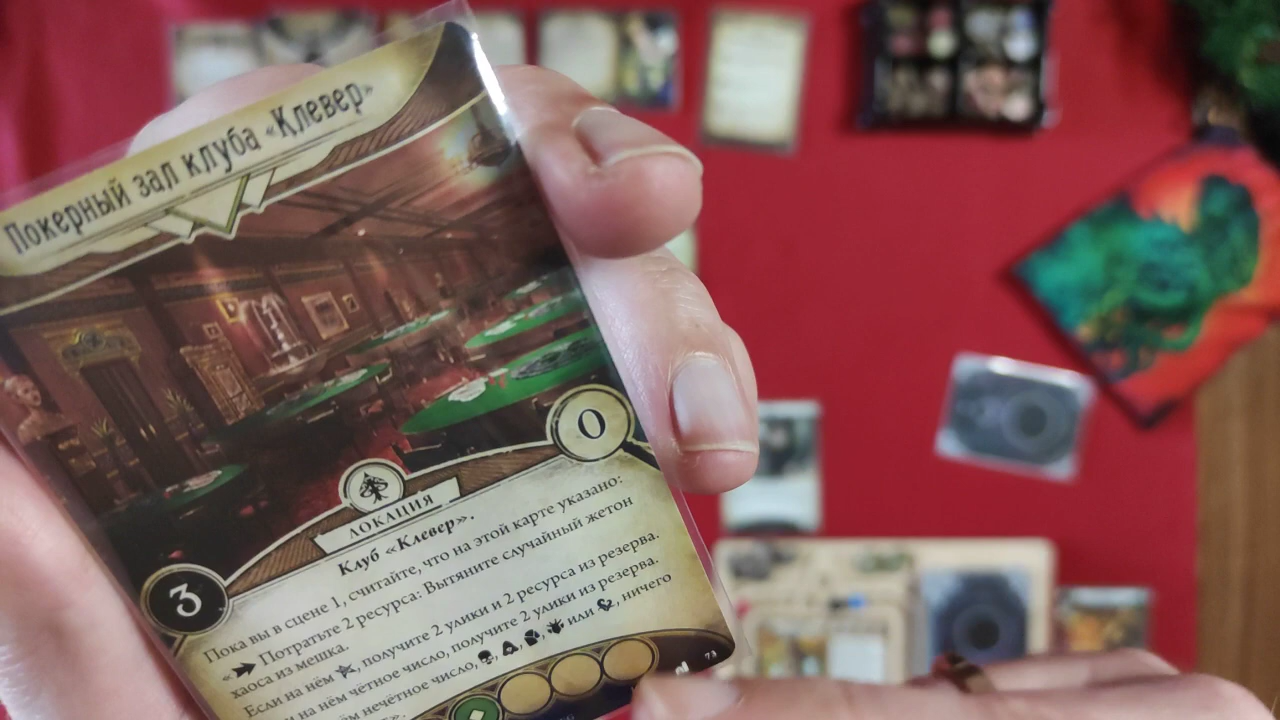 Покерный зал клуба «Клевер»
0
ЛОКАЦИЯ
3
Клуб «Клевер».
Пока вы в сцене 1, считайте, что на этой карте указано:
« Потратьте 2 ресурса: Вытяните случайный жетон
хаоса из мешка.
Если на нём , получите 2 улики и 2 ресурса из резерва.
на нём чётное число, получите 2 улики из резерва.
нечётное число, или , ничего
73